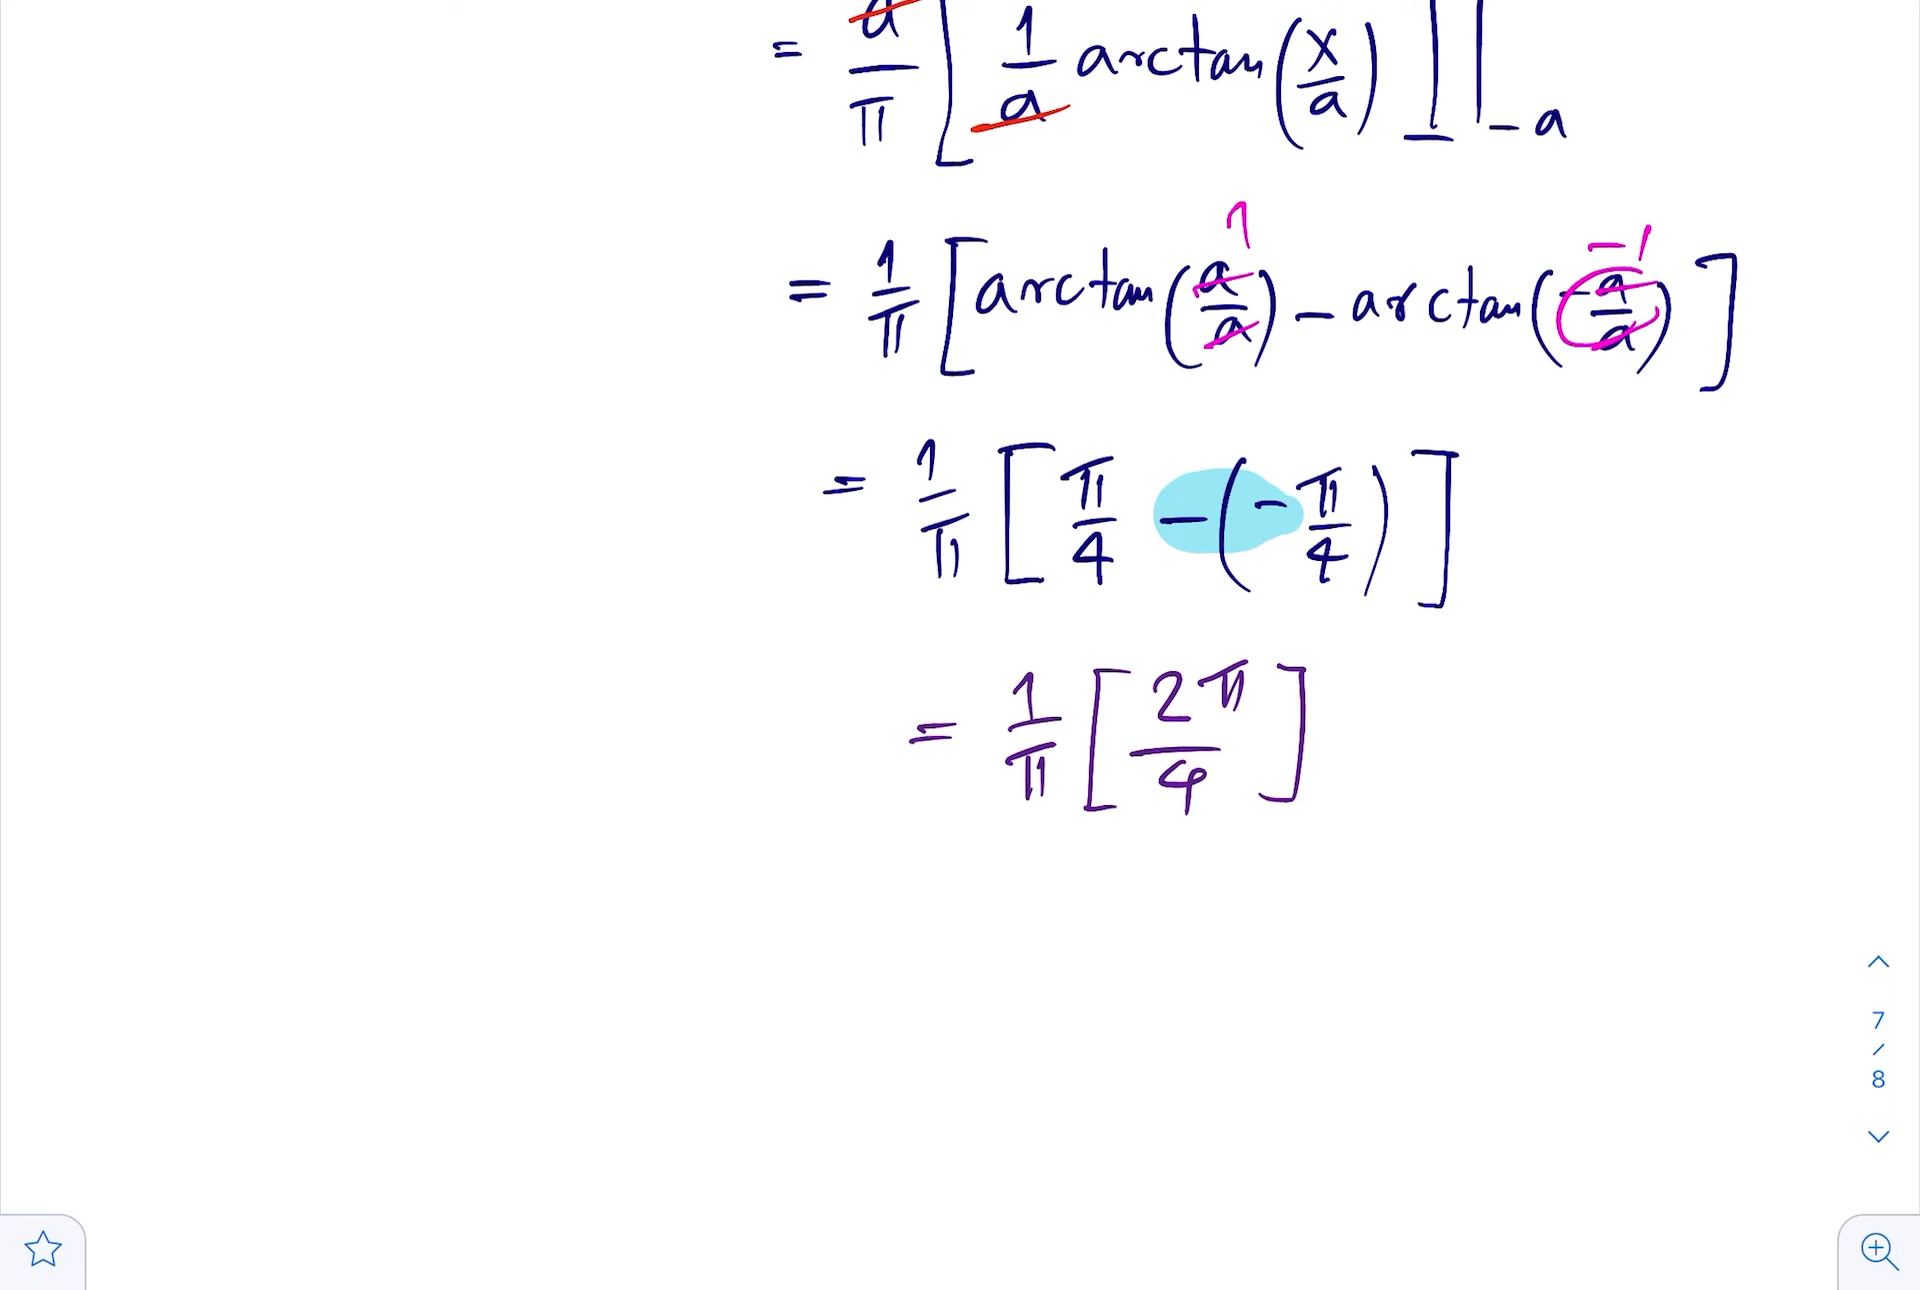 = a/π [ 1/a arctan(x/a) ] |_-a
1 -1
= 1/π [ arctan(a/a) - arctan(-a/a) ]
= 1/π [ π/4 - (-π/4) ]
= 1/π [ 2π/4 ]
7
/
8